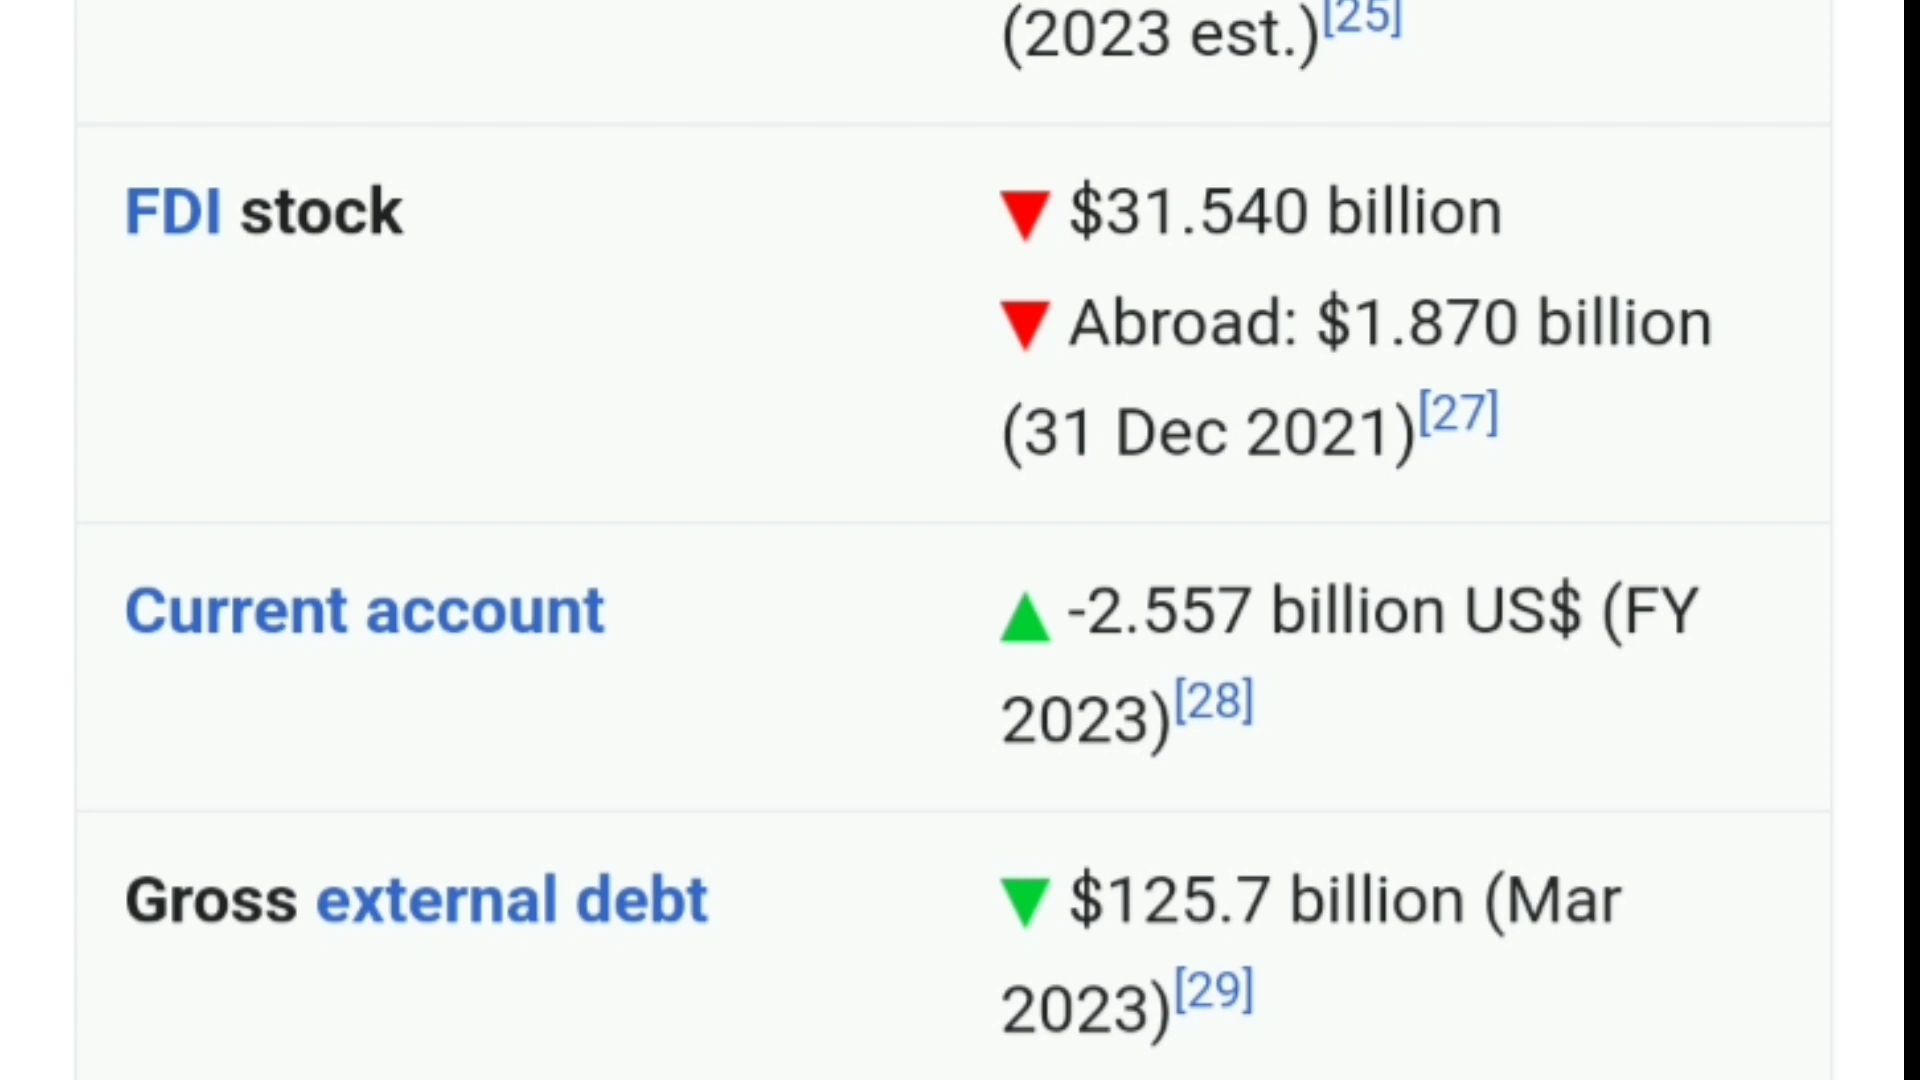 (2023 est.)[25]
FDI stock
▼ $31.540 billion
▼ Abroad: $1.870 billion
(31 Dec 2021)[27]
Current account
▲ -2.557 billion US$ (FY
2023)[28]
Gross external debt
▼ $125.7 billion (Mar
2023)[29]